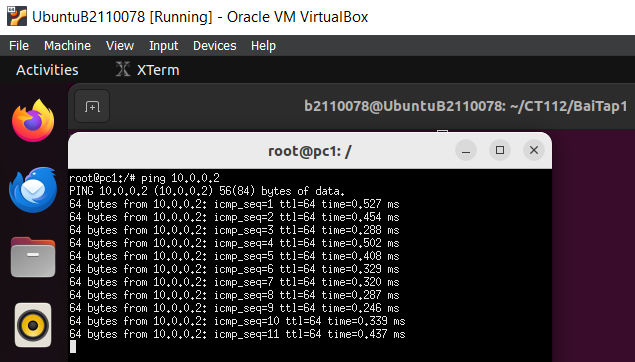 UbuntuB2110078 [Running] - Oracle VM VirtualBox
File Machine View Input Devices Help
Activities XTerm
b2110078@UbuntuB2110078: ~/CT112/BaiTap1
root@pc1: /
root@pc1:/# ping 10.0.0.2
PING 10.0.0.2 (10.0.0.2) 56(84) bytes of data.
64 bytes from 10.0.0.2: icmp_seq=1 ttl=64 time=0.527 ms
64 bytes from 10.0.0.2: icmp_seq=2 ttl=64 time=0.454 ms
64 bytes from 10.0.0.2: icmp_seq=3 ttl=64 time=0.288 ms
64 bytes from 10.0.0.2: icmp_seq=4 ttl=64 time=0.502 ms
64 bytes from 10.0.0.2: icmp_seq=5 ttl=64 time=0.408 ms
64 bytes from 10.0.0.2: icmp_seq=6 ttl=64 time=0.329 ms
64 bytes from 10.0.0.2: icmp_seq=7 ttl=64 time=0.320 ms
64 bytes from 10.0.0.2: icmp_seq=8 ttl=64 time=0.287 ms
64 bytes from 10.0.0.2: icmp_seq=9 ttl=64 time=0.246 ms
64 bytes from 10.0.0.2: icmp_seq=10 ttl=64 time=0.339 ms
64 bytes from 10.0.0.2: icmp_seq=11 ttl=64 time=0.437 ms